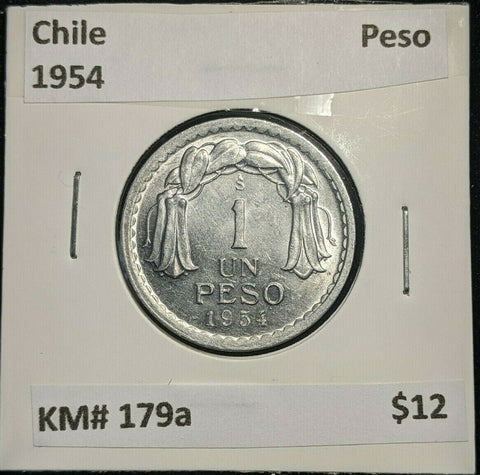 Chile Peso
1954
S
1
UN
PESO
1954
KM# 179a $12